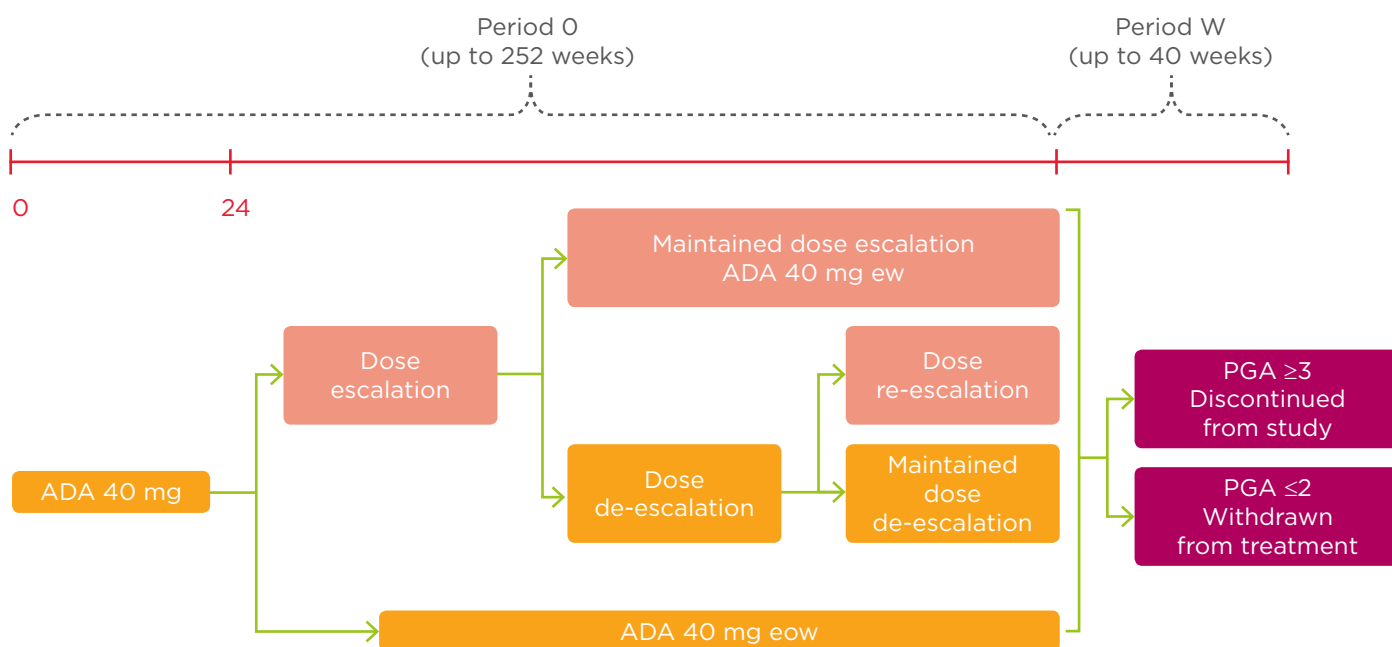 Period 0
(up to 252 weeks)
Period W
(up to 40 weeks)
0
24
Maintained dose escalation
ADA 40 mg ew
Dose
escalation
Dose
re-escalation
PGA ≥3
Discontinued
from study
ADA 40 mg
Dose
de-escalation
Maintained
dose
de-escalation
PGA ≤2
Withdrawn
from treatment
ADA 40 mg eow